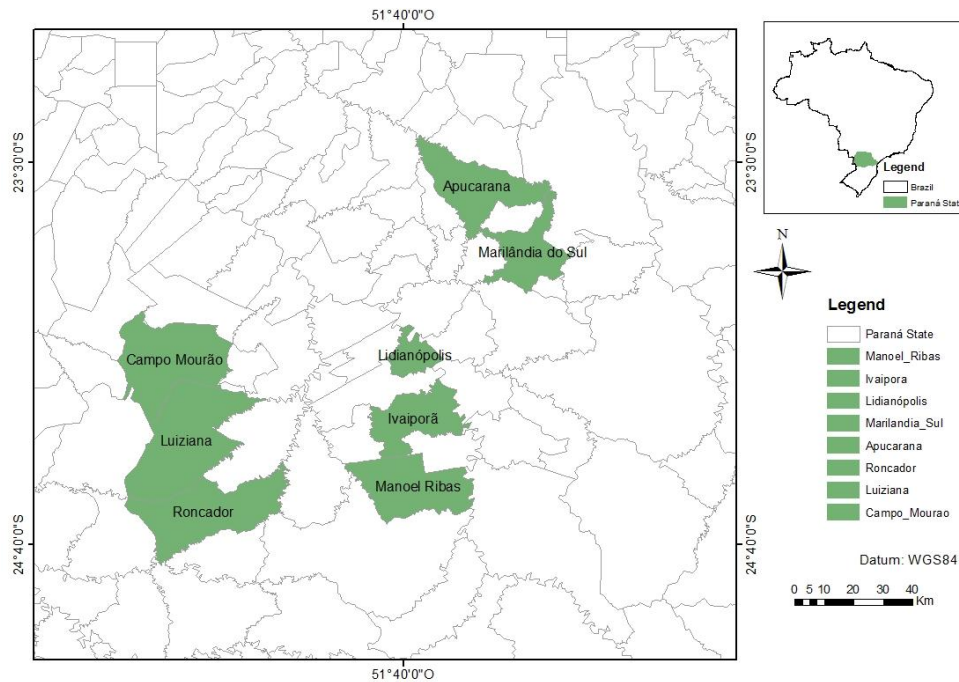 51°40'0"O
23°30'0"S
23°30'0"S
Apucarana
Marilândia do Sul
Campo Mourão
Lidianópolis
Ivaiporã
Luiziana
Manoel Ribas
Roncador
24°40'0"S
24°40'0"S
51°40'0"O
Legend
Brazil
Paraná State
N
Legend
Paraná State
Manoel_Ribas
Ivaipora
Lidianópolis
Marilandia_Sul
Apucarana
Roncador
Luiziana
Campo_Mourao
Datum: WGS84
0 5 10 20 30 40
Km